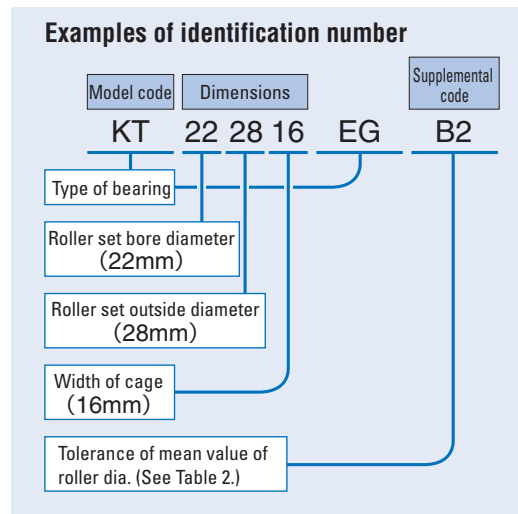 Examples of identification number
Model code
Dimensions
Supplemental
code
KT 22 28 16 EG B2
Type of bearing
Roller set bore diameter
(22mm)
Roller set outside diameter
(28mm)
Width of cage
(16mm)
Tolerance of mean value of
roller dia. (See Table 2.)